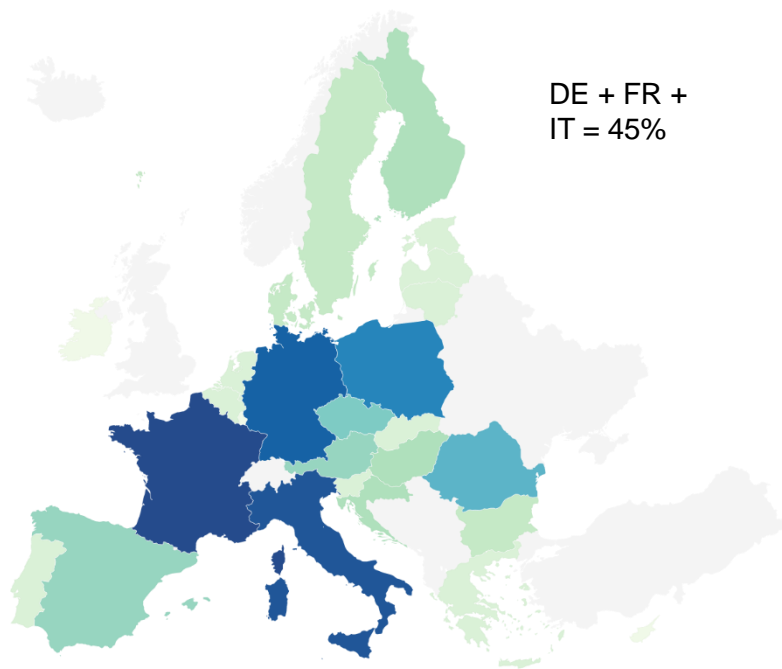 DE + FR +
IT = 45%